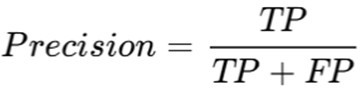 Precision = TP / (TP + FP)